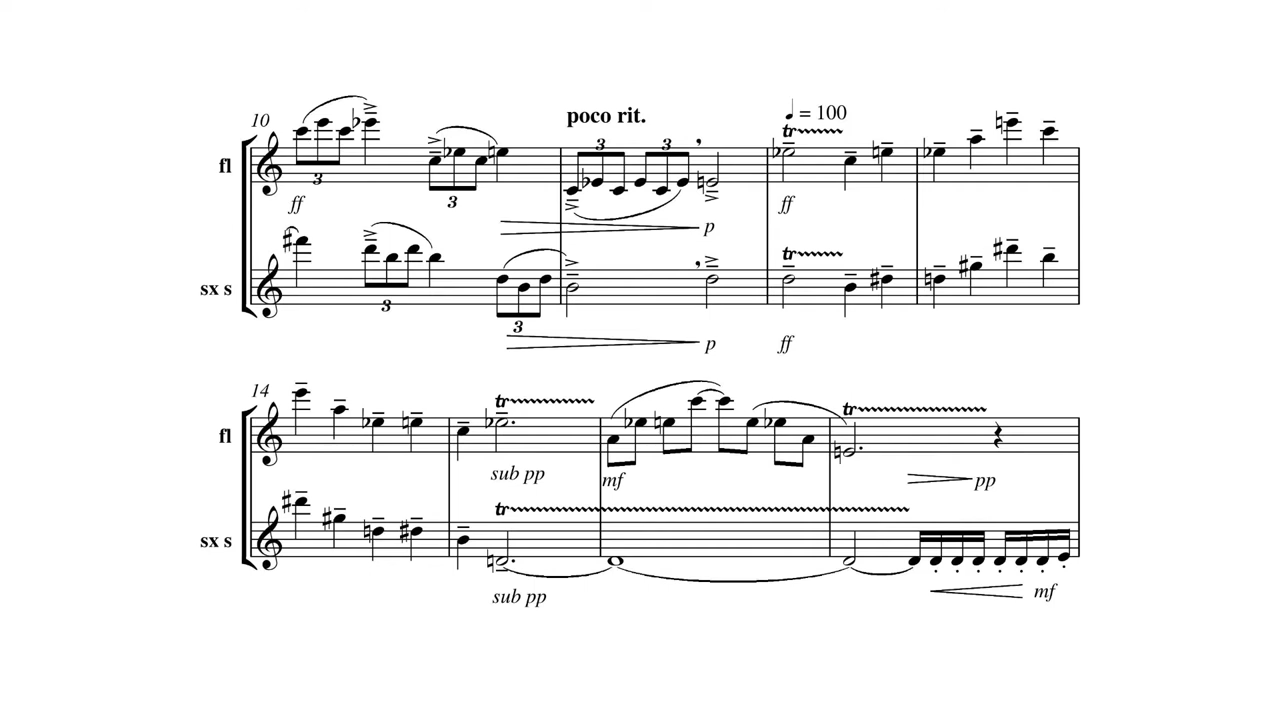 10
poco rit.
♩ = 100
tr
fl
3
3
3
3
ff
p
ff
tr
sx s
3
3
p
ff
14
tr
tr
fl
sub pp
mf
pp
tr
sx s
sub pp
mf